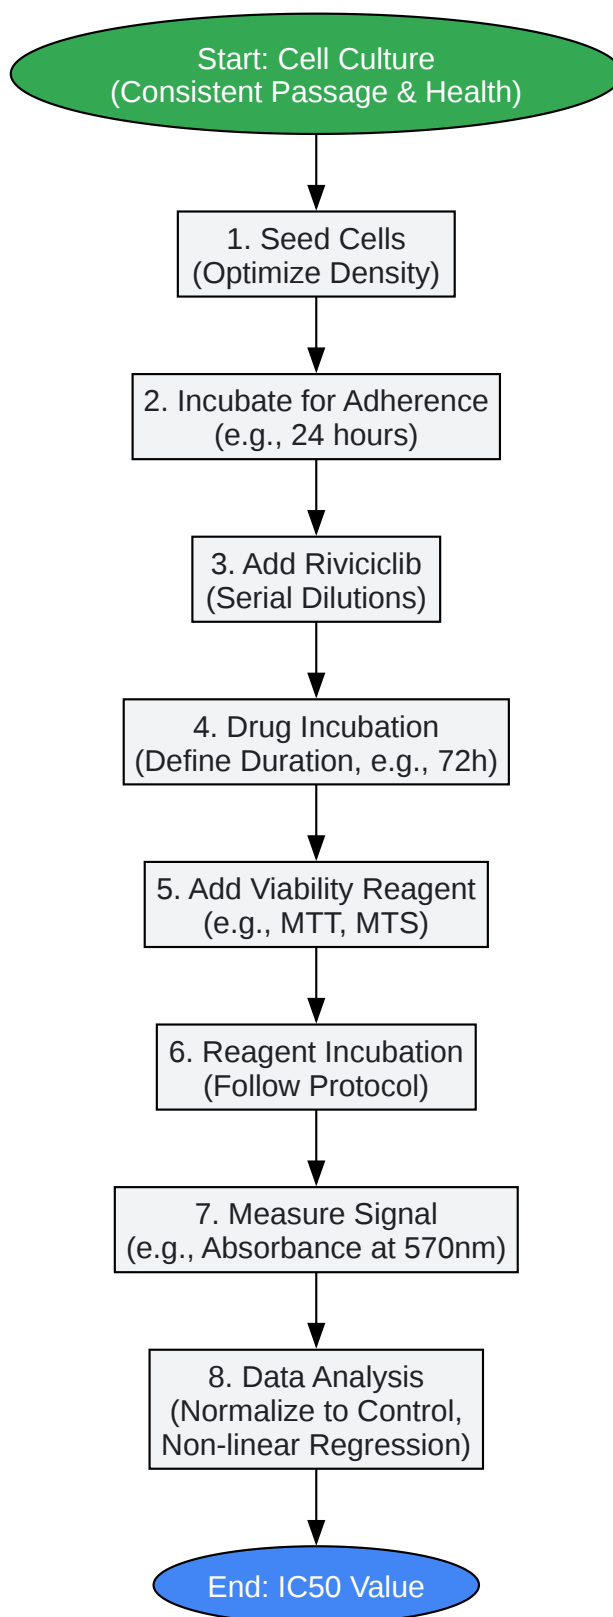 Start: Cell Culture
(Consistent Passage & Health)
1. Seed Cells
(Optimize Density)
2. Incubate for Adherence
(e.g., 24 hours)
3. Add Riviciclib
(Serial Dilutions)
4. Drug Incubation
(Define Duration, e.g., 72h)
5. Add Viability Reagent
(e.g., MTT, MTS)
6. Reagent Incubation
(Follow Protocol)
7. Measure Signal
(e.g., Absorbance at 570nm)
8. Data Analysis
(Normalize to Control,
Non-linear Regression)
End: IC50 Value